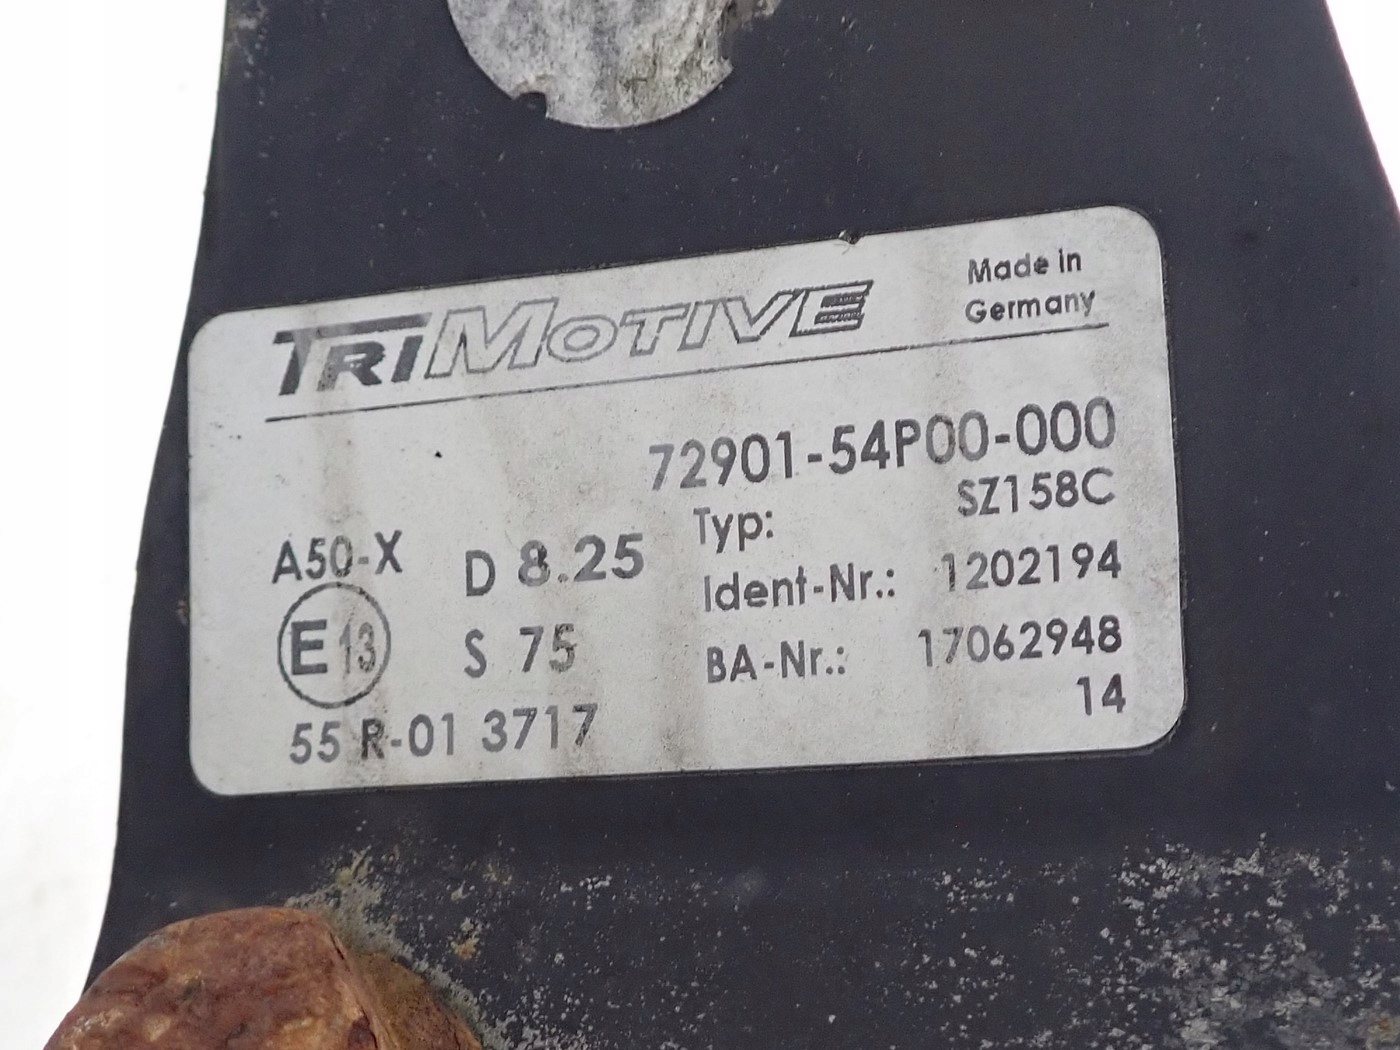 TRIMOTIVE
Made in
Germany
72901-54P00-000
Typ: SZ158C
A50-X D 8.25
Ident-Nr.: 1202194
E 13 S 75
BA-Nr.: 17062948
14
55 R-01 3717